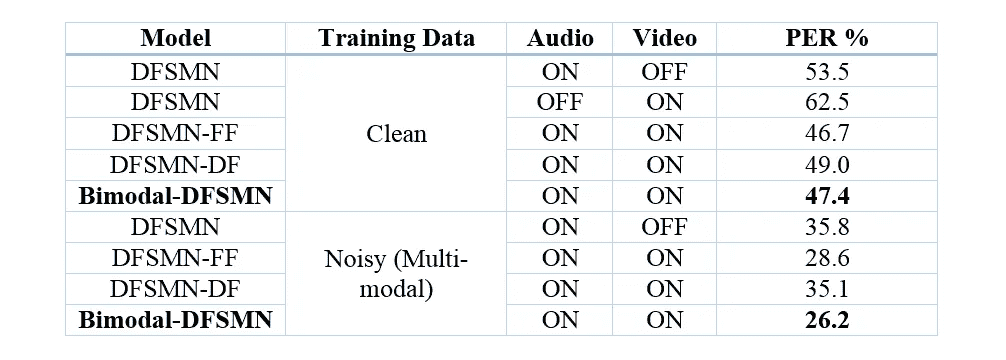 Model Training Data Audio Video PER %
DFSMN ON OFF 53.5
DFSMN OFF ON 62.5
DFSMN-FF Clean ON ON 46.7
DFSMN-DF ON ON 49.0
Bimodal-DFSMN ON ON 47.4
DFSMN ON OFF 35.8
DFSMN-FF Noisy (Multi- ON ON 28.6
DFSMN-DF modal) ON ON 35.1
Bimodal-DFSMN ON ON 26.2